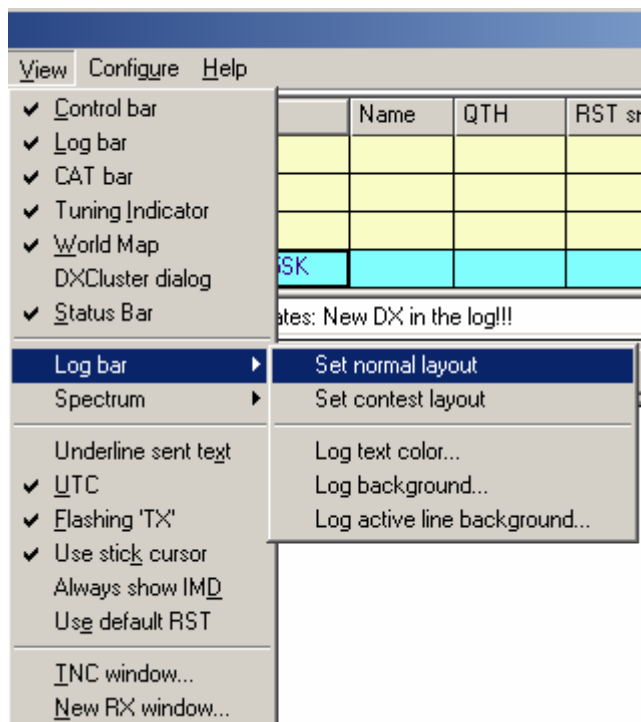 View Configure Help
Control bar
Log bar
CAT bar
Tuning Indicator
World Map
DXCluster dialog
Status Bar
Log bar
Spectrum
Underline sent text
UTC
Flashing 'TX'
Use stick cursor
Always show IMD
Use default RST
TNC window...
New RX window...
Name QTH RST
SK
ates: New DX in the log!!!
Set normal layout
Set contest layout
Log text color...
Log background...
Log active line background...